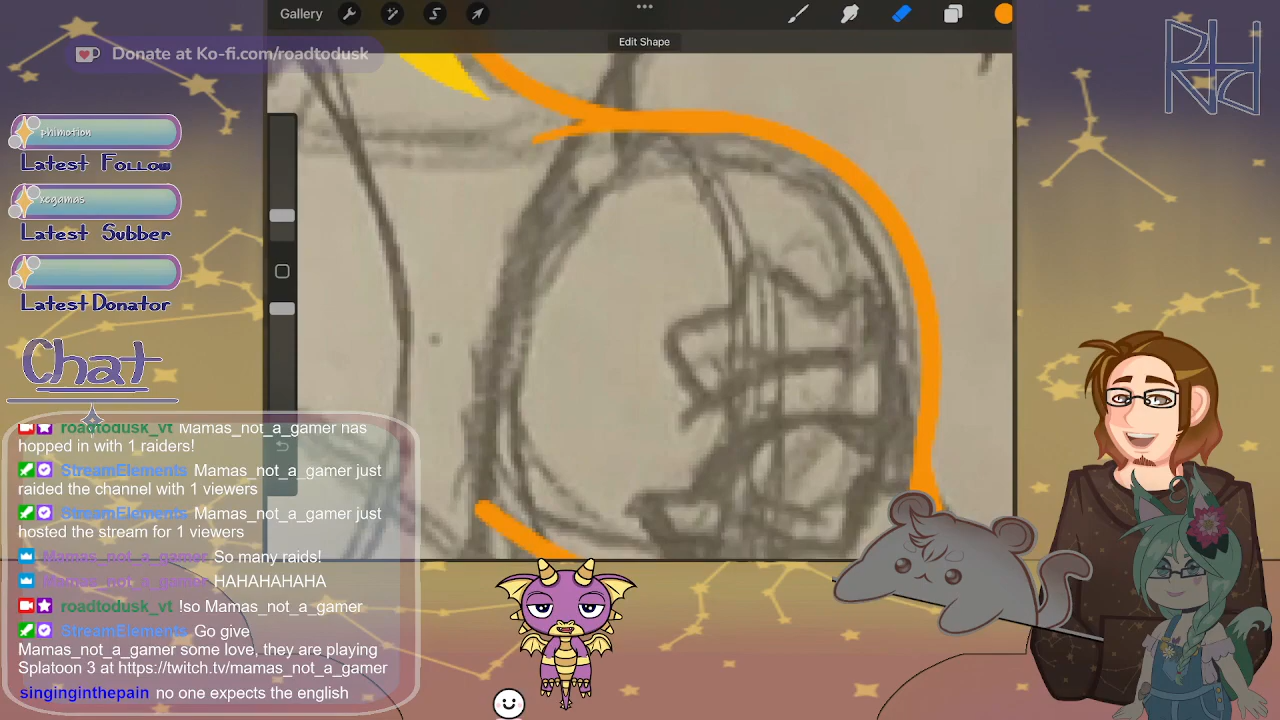 Gallery
Edit Shape
Donate at Ko-fi.com/roadtodusk
phimotion
Latest Follow
xcgamas
Latest Subber
Latest Donator
Chat
roadtodusk_vt Mamas_not_a_gamer has
hopped in with 1 raiders!
StreamElements Mamas_not_a_gamer just
raided the channel with 1 viewers
StreamElements Mamas_not_a_gamer just
hosted the stream for 1 viewers
Mamas_not_a_gamer So many raids!
Mamas_not_a_gamer HAHAHAHAHA
roadtodusk_vt !so Mamas_not_a_gamer
StreamElements Go give
Mamas_not_a_gamer some love, they are playing
Splatoon 3 at https://twitch.tv/mamas_not_a_gamer
singinginthepain no one expects the english